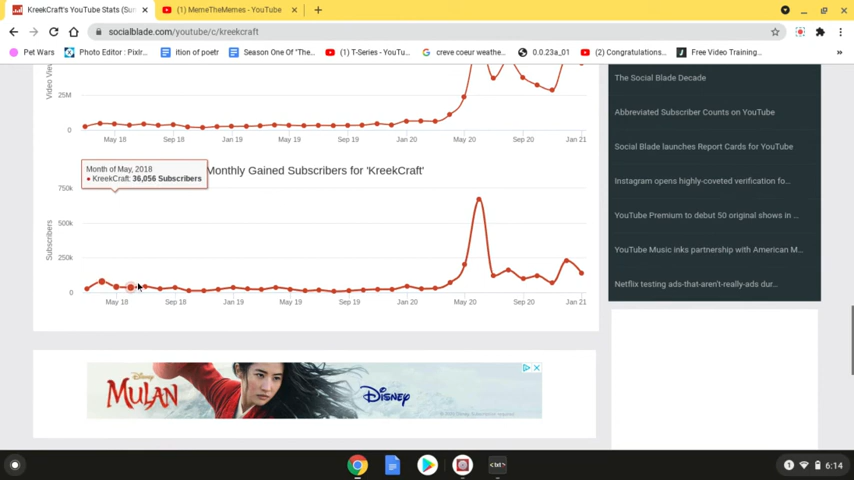 KreekCraft's YouTube Stats (Sum
(1) MemeTheMemes - YouTube
socialblade.com/youtube/c/kreekcraft
Pet Wars
Photo Editor : Pixlr...
ition of poetr
Season One Of "The...
(1) T-Series - YouTu...
creve coeur weathe...
0.0.23a_01
(2) Congratulations...
Free Video Training...
»
Video View
25M
0
May 18
Sep 18
Jan 19
May 19
Sep 19
Jan 20
May 20
Sep 20
Jan 21
Monthly Gained Subscribers for 'KreekCraft'
Month of May, 2018
KreekCraft: 36,056 Subscribers
Subscribers
750k
500k
250k
0
May 18
Sep 18
Jan 19
May 19
Sep 19
Jan 20
May 20
Sep 20
Jan 21
The Social Blade Decade
Abbreviated Subscriber Counts on YouTube
Social Blade launches Report Cards for YouTube
Instagram opens highly-coveted verification fo...
YouTube Premium to debut 50 original shows in ...
YouTube Music inks partnership with American M...
Netflix testing ads-that-aren't-really-ads dur...
Disney
MULAN
Disney
<txt>
1
6:14